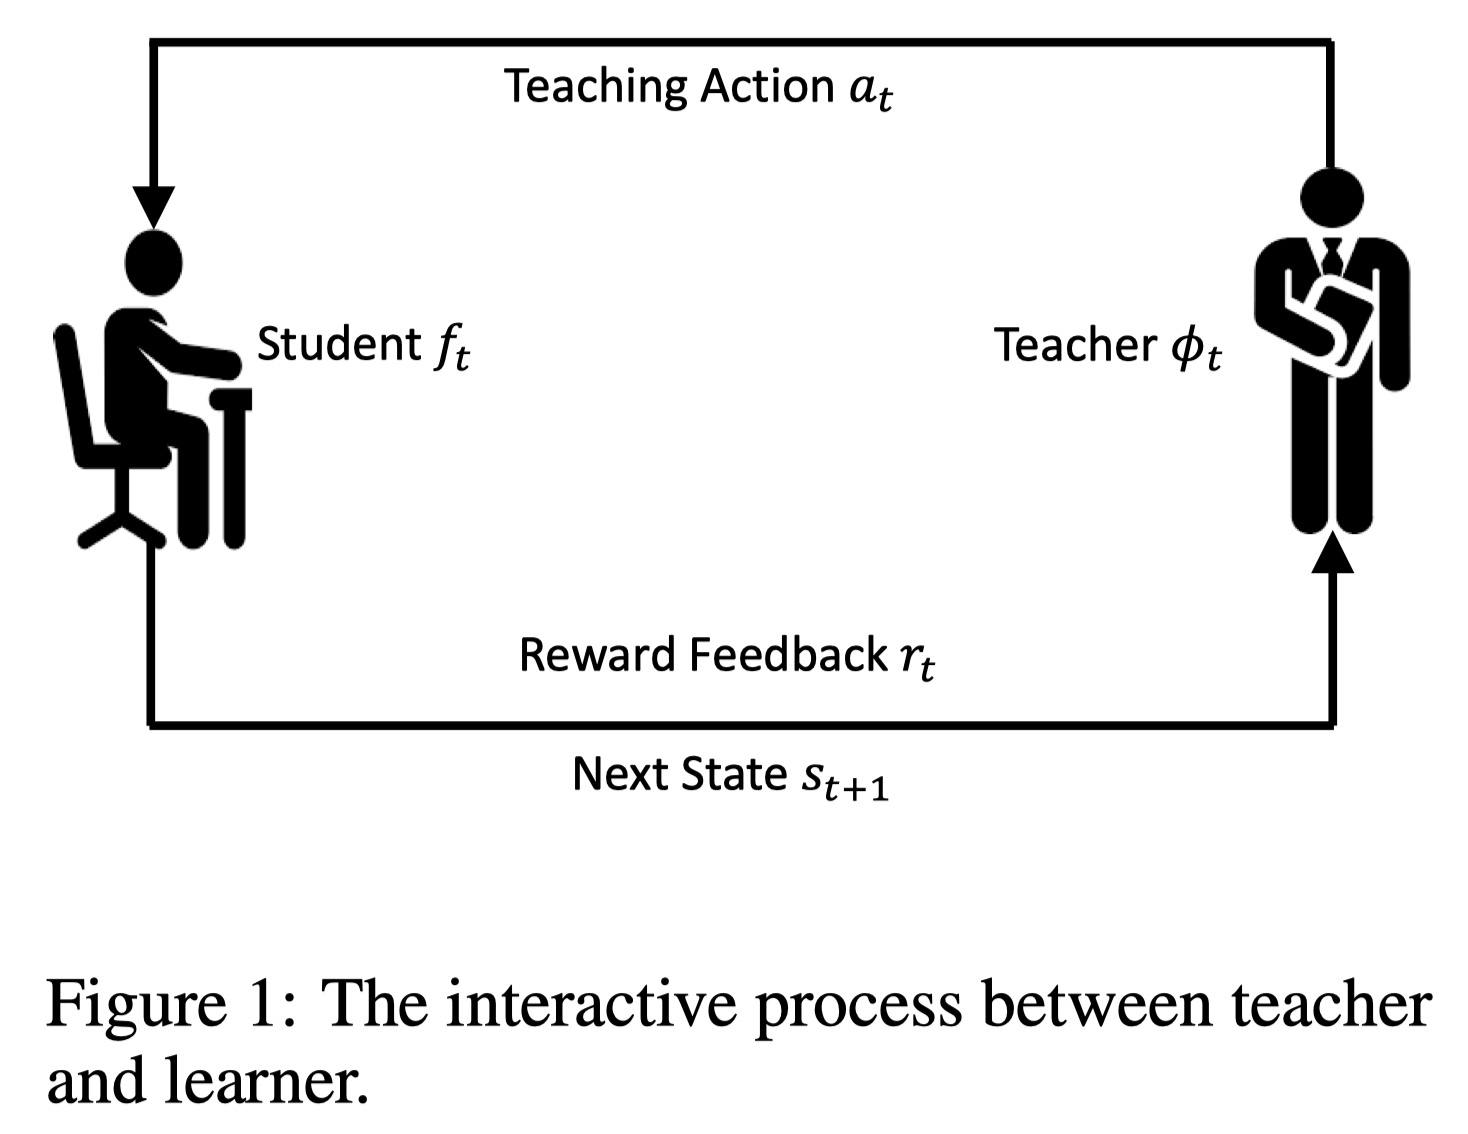 Teaching Action a_t
Student f_t
Teacher ϕ_t
Reward Feedback r_t
Next State s_{t+1}
Figure 1: The interactive process between teacher
and learner.